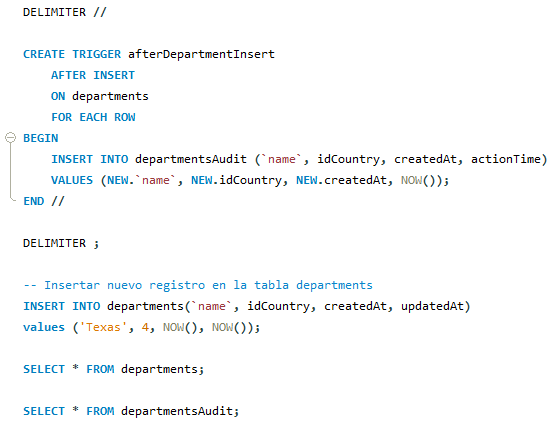 DELIMITER //
CREATE TRIGGER afterDepartmentInsert
AFTER INSERT
ON departments
FOR EACH ROW
BEGIN
INSERT INTO departmentsAudit (`name`, idCountry, createdAt, actionTime)
VALUES (NEW.`name`, NEW.idCountry, NEW.createdAt, NOW());
END //
DELIMITER ;
-- Insertar nuevo registro en la tabla departments
INSERT INTO departments(`name`, idCountry, createdAt, updatedAt)
values ('Texas', 4, NOW(), NOW());
SELECT * FROM departments;
SELECT * FROM departmentsAudit;